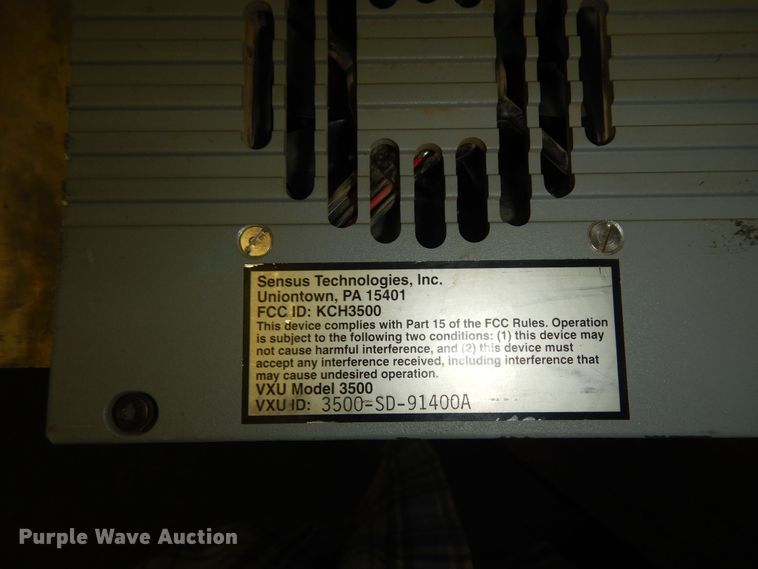 Sensus Technologies, Inc.
Uniontown, PA 15401
FCC ID: KCH3500
This device complies with Part 15 of the FCC Rules. Operation
is subject to the following two conditions: (1) this device may
not cause harmful interference, and (2) this device must
accept any interference received, including interference that
may cause undesired operation.
VXU Model 3500
VXU ID: 3500-SD-91400A
Purple Wave Auction